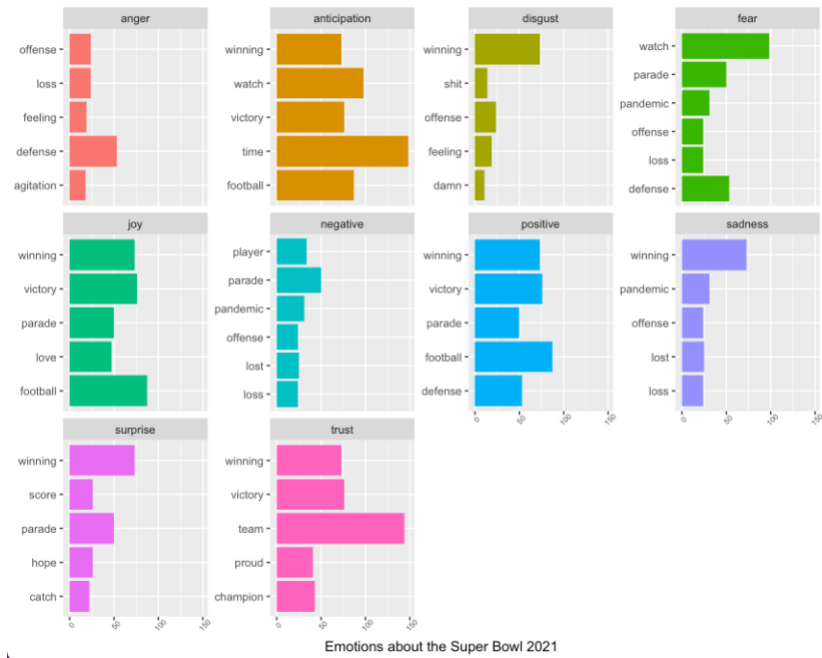 anger
offense
loss
feeling
defense
agitation
anticipation
winning
watch
victory
time
football
disgust
winning
shit
offense
feeling
damn
fear
watch
parade
pandemic
offense
loss
defense
joy
winning
victory
parade
love
football
negative
player
parade
pandemic
offense
lost
loss
positive
winning
victory
parade
football
defense
0 50 100 150
sadness
winning
pandemic
offense
lost
loss
0 50 100 150
surprise
winning
score
parade
hope
catch
0 50 100 150
trust
winning
victory
team
proud
champion
0 50 100 150
Emotions about the Super Bowl 2021